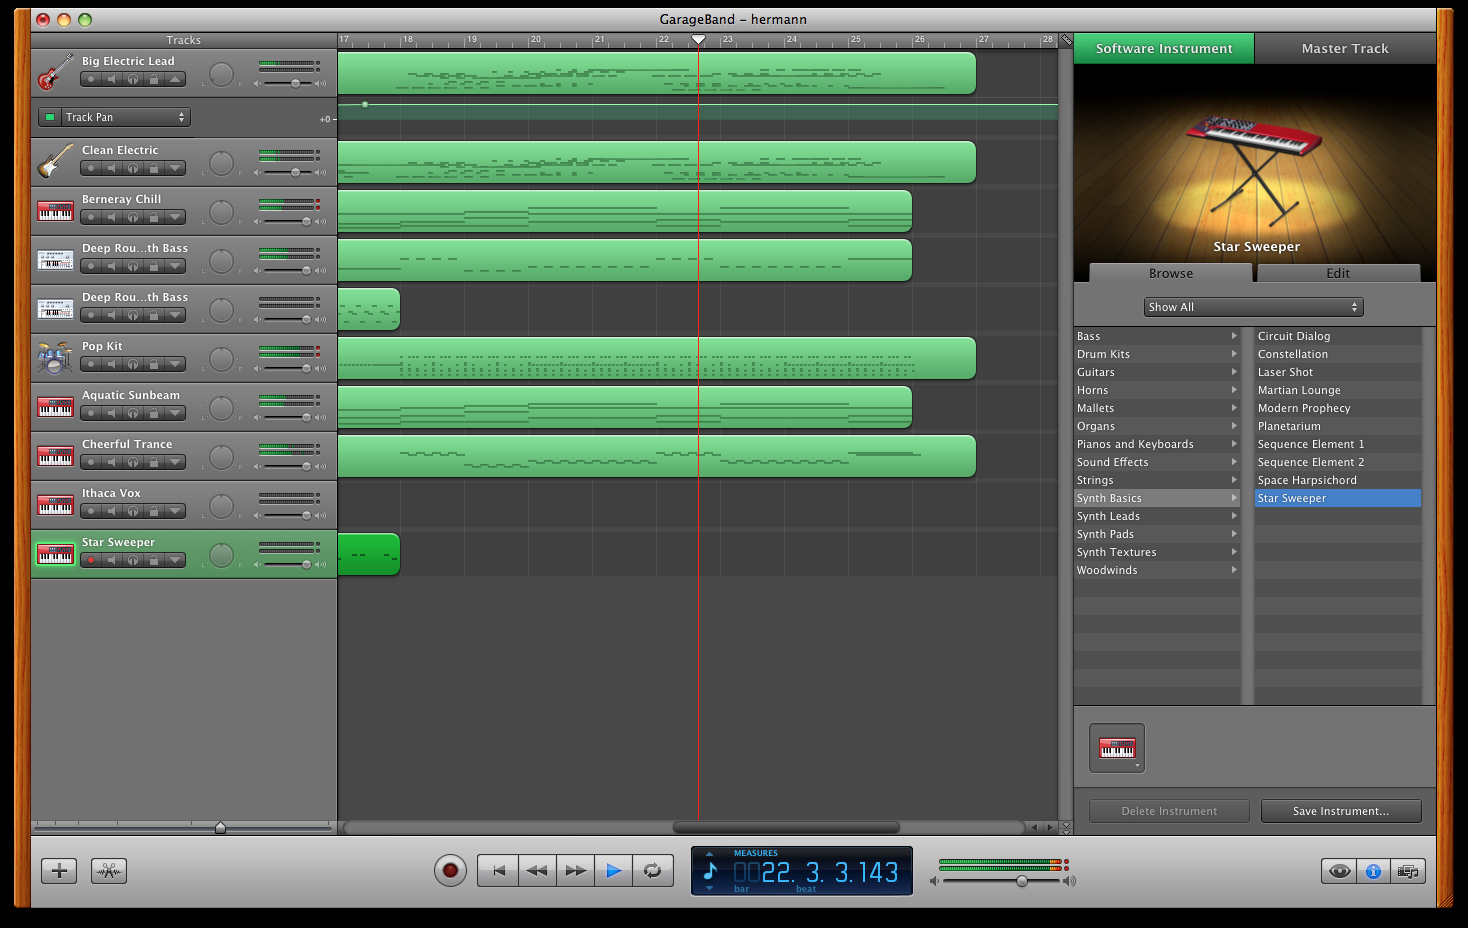 GarageBand – hermann
Tracks
17 18 19 20 21 22 23 24 25 26 27 28
Software Instrument
Master Track
Big Electric Lead
Track Pan
+0
Clean Electric
Berneray Chill
Deep Rou...th Bass
Deep Rou...th Bass
Pop Kit
Aquatic Sunbeam
Cheerful Trance
Ithaca Vox
Star Sweeper
Star Sweeper
Browse
Edit
Show All
Bass
Drum Kits
Guitars
Horns
Mallets
Organs
Pianos and Keyboards
Sound Effects
Strings
Synth Basics
Synth Leads
Synth Pads
Synth Textures
Woodwinds
Circuit Dialog
Constellation
Laser Shot
Martian Lounge
Modern Prophecy
Planetarium
Sequence Element 1
Sequence Element 2
Space Harpsichord
Star Sweeper
Delete Instrument
Save Instrument...
MEASURES
0022. 3. 3.143
bar beat